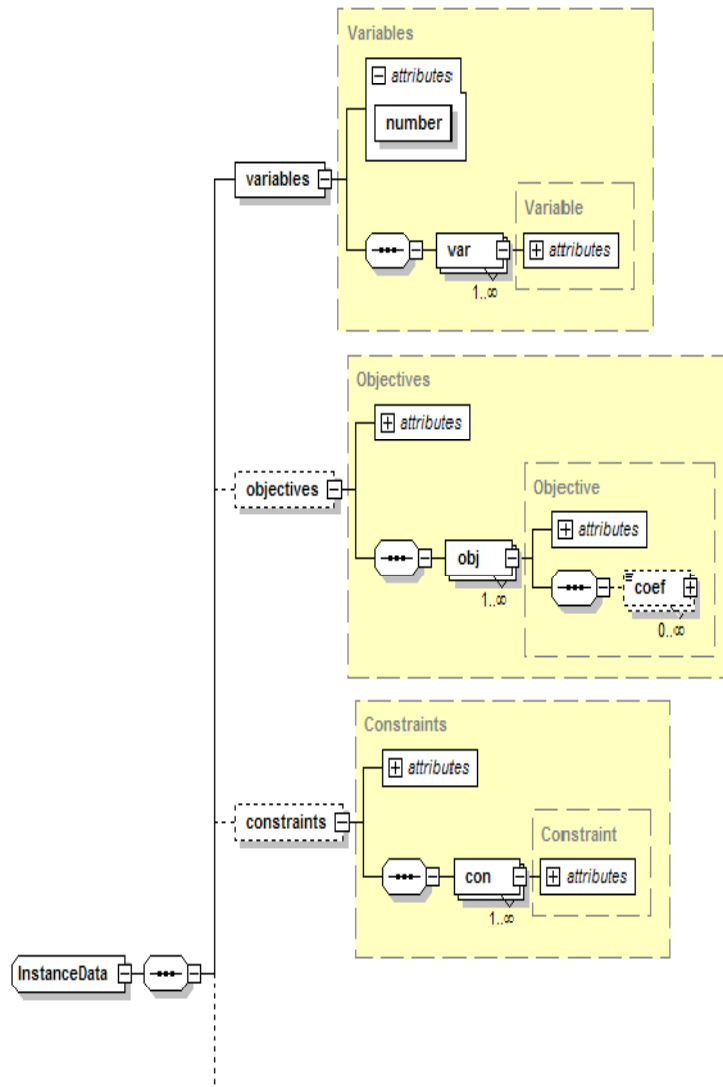 Variables
attributes
number
variables
Variable
var
attributes
1..∞
Objectives
attributes
objectives
Objective
attributes
obj
1..∞
coef
0..∞
Constraints
attributes
constraints
Constraint
con
attributes
1..∞
InstanceData